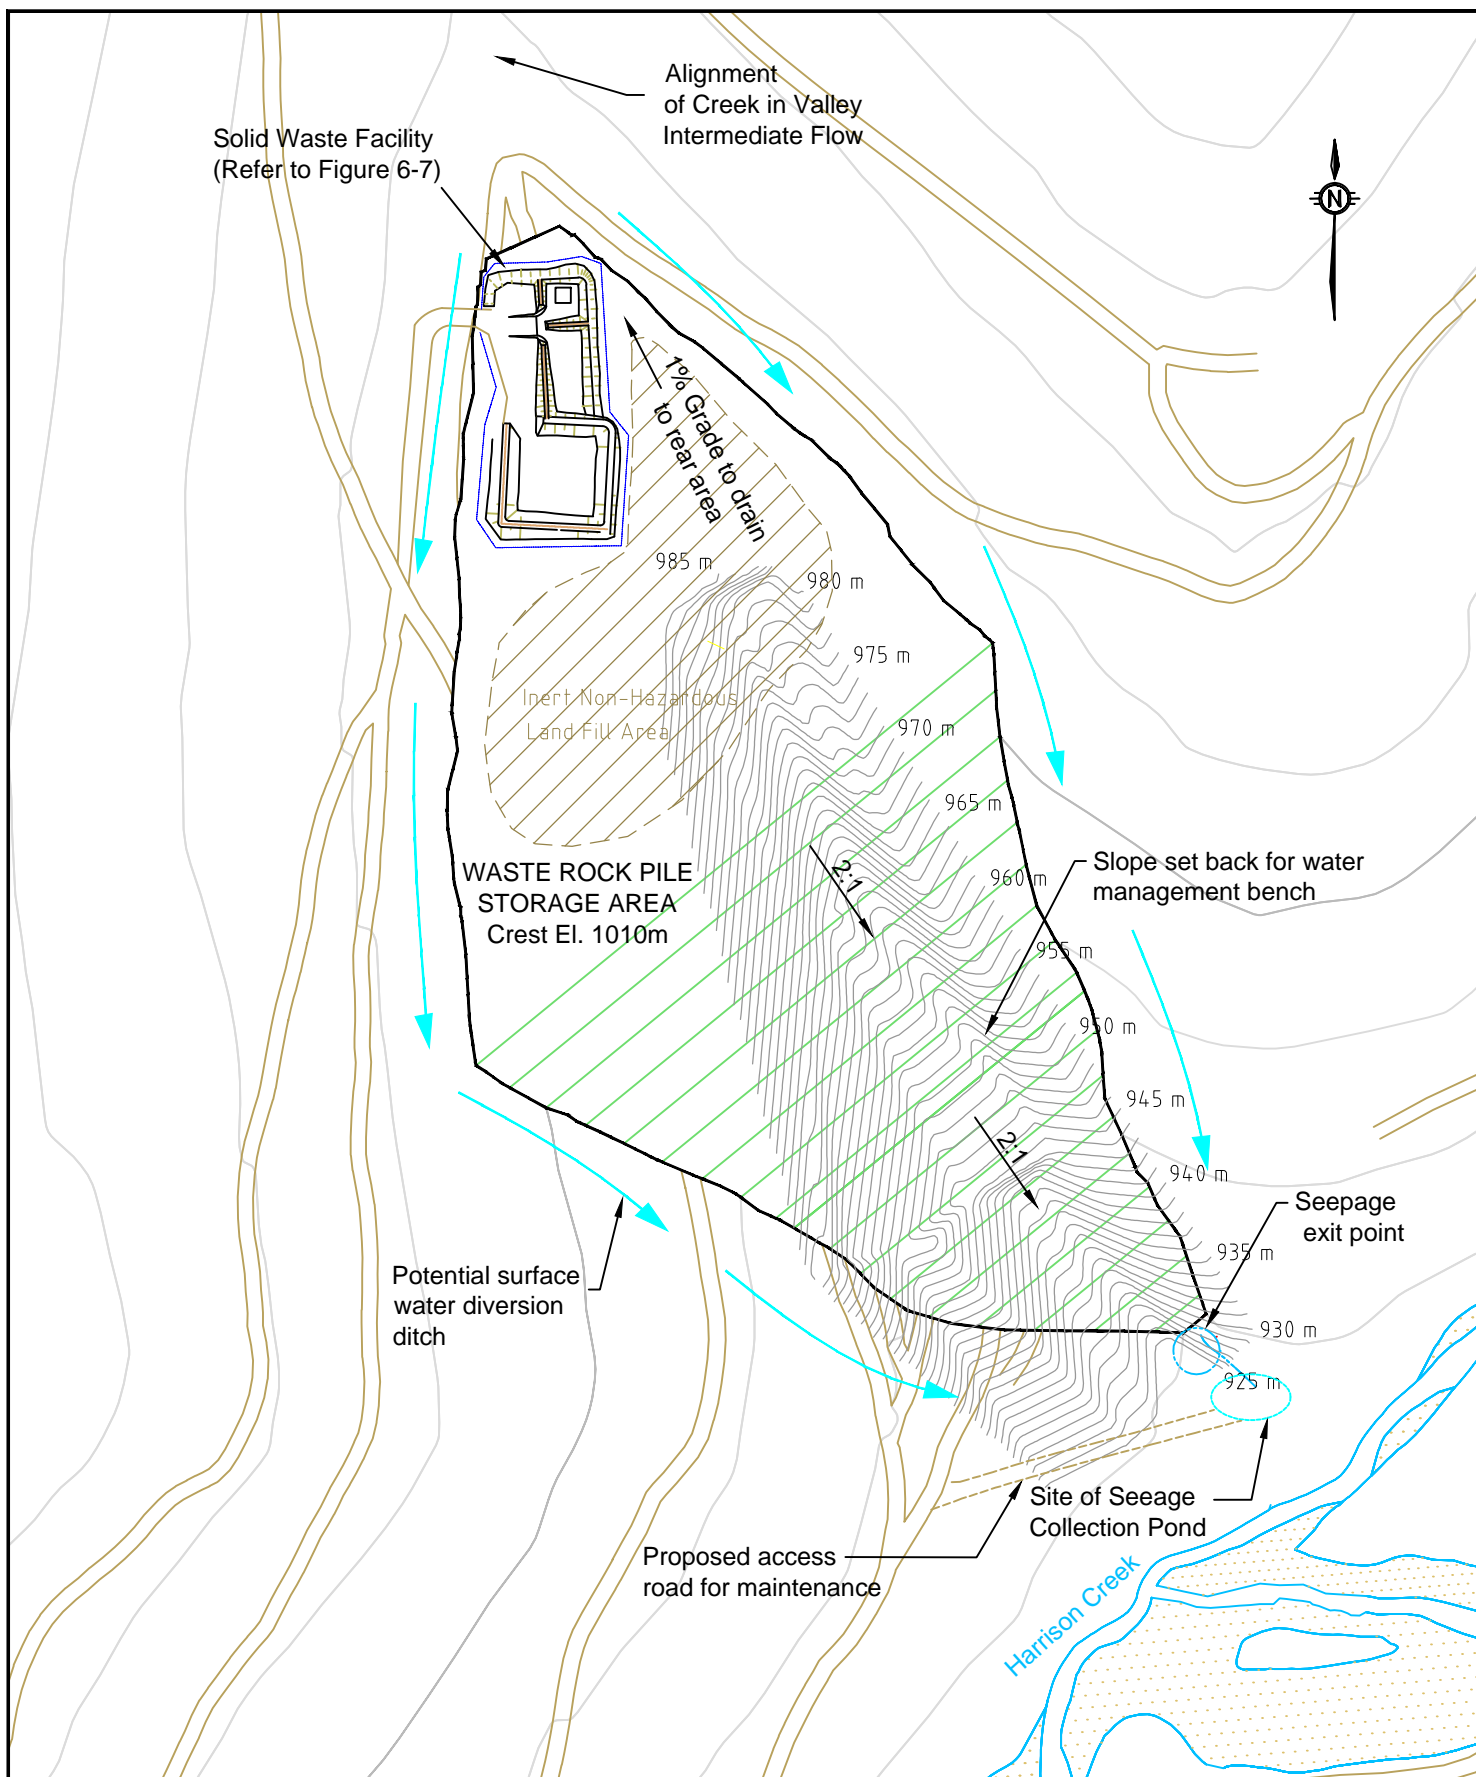 Alignment
of Creek in Valley
Intermediate Flow
Solid Waste Facility
(Refer to Figure 6-7)
N
1% Grade to drain
to rear area
985 m
980 m
975 m
Inert Non-Hazardous
Land Fill Area
970 m
965 m
WASTE ROCK PILE
STORAGE AREA
Crest El. 1010m
2:1
960 m
Slope set back for water
management bench
955 m
950 m
945 m
2:1
940 m
Seepage
exit point
935 m
Potential surface
water diversion
ditch
930 m
925 m
Site of Seeage
Collection Pond
Proposed access
road for maintenance
Harrison Creek